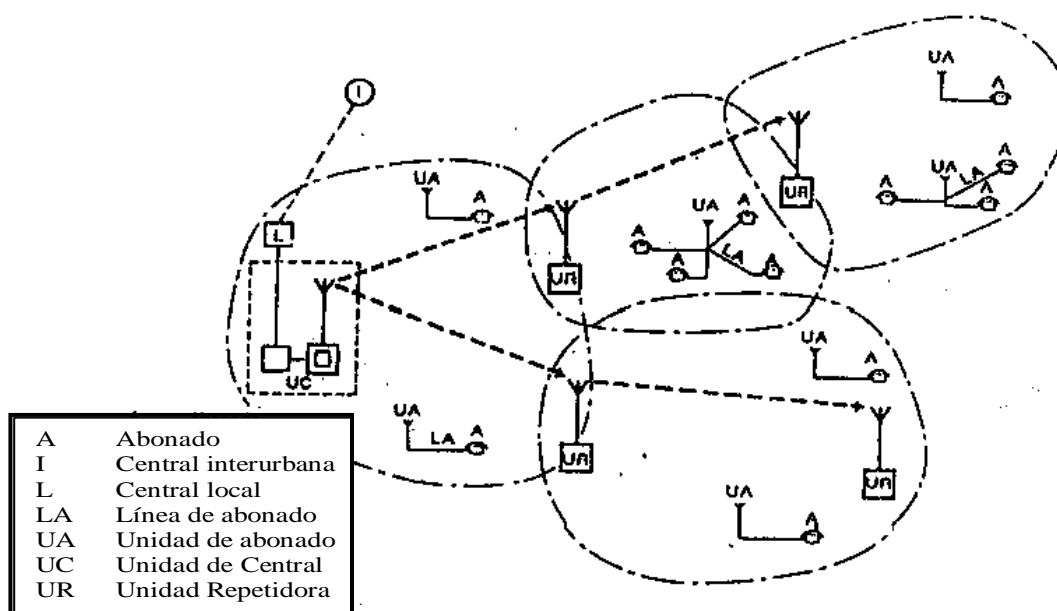 I
UA
A
UA
A
UA
A
LA
UA
A
A
UR
UA
A
A
LA
A
A
L
UR
UC
UA
A
UA
LA
A
UR
UR
UA
A
A Abonado
I Central interurbana
L Central local
LA Línea de abonado
UA Unidad de abonado
UC Unidad de Central
UR Unidad Repetidora